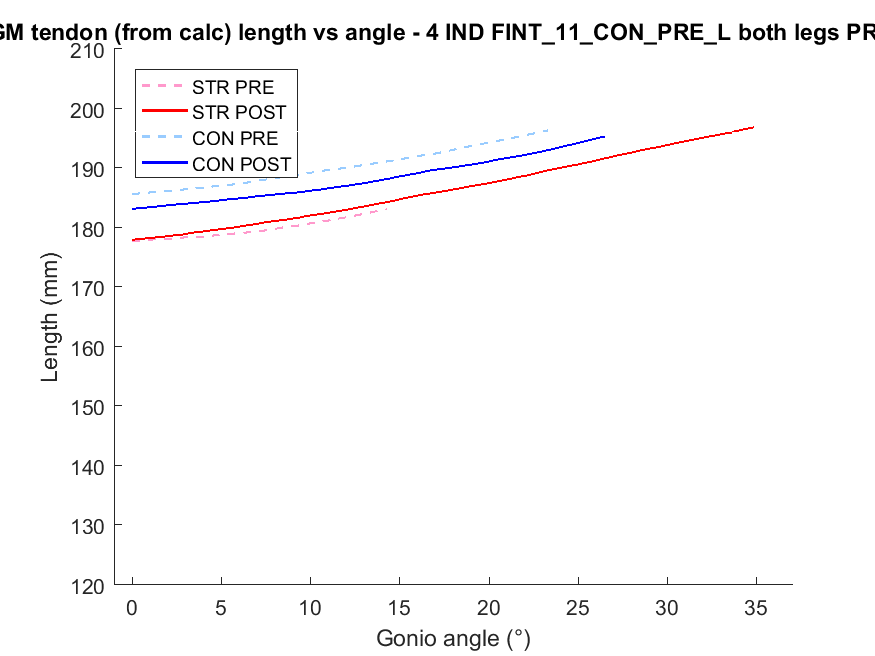 GM tendon (from calc) length vs angle - 4 IND FINT_11_CON_PRE_L both legs PR
210
200
190
180
170
160
150
140
130
120
Length (mm)
STR PRE
STR POST
CON PRE
CON POST
0 5 10 15 20 25 30 35
Gonio angle (°)